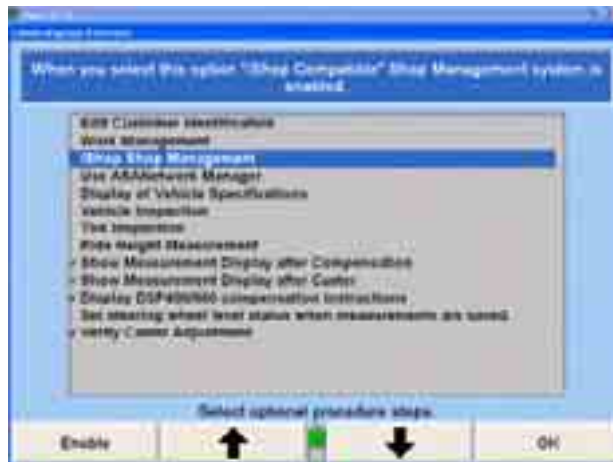 When you select this option "iShop Compatible" Shop Management system is
enabled.
Edit Customer Identification
Work Management
iShop Shop Management
Use ASANetwork Manager
Display of Vehicle Specifications
Vehicle Inspection
Tire Inspection
Ride Height Measurement
Show Measurement Display after Compensation
Show Measurement Display after Caster
Display DSP400/500 compensation instructions
Set steering wheel level status when measurements are saved.
Verify Caster Adjustment
Select optional procedure steps.
Enable
OK